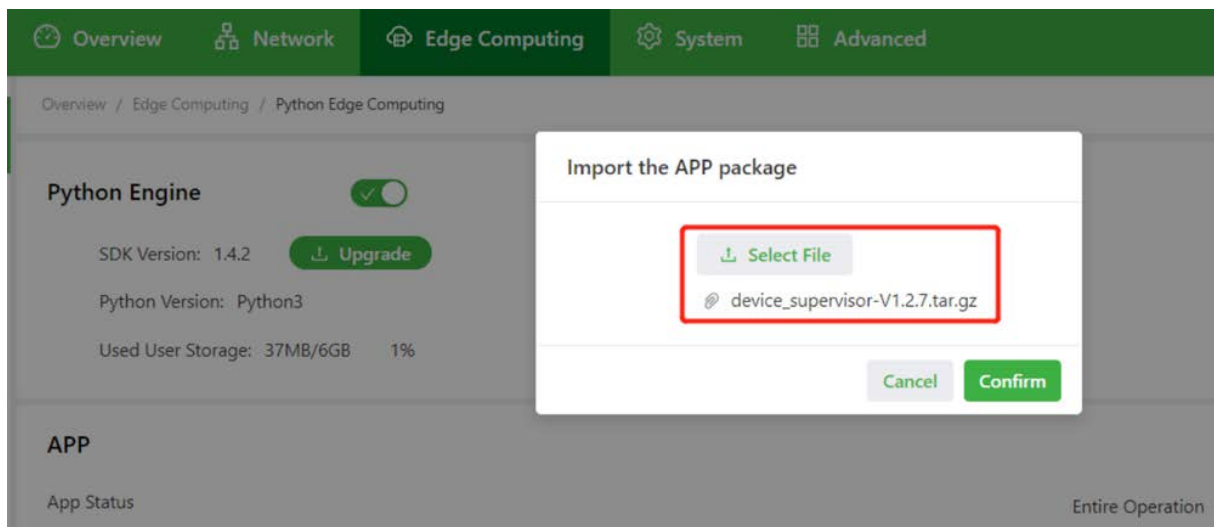 Overview Network Edge Computing System Advanced
Overview / Edge Computing / Python Edge Computing
Import the APP package
Python Engine
SDK Version: 1.4.2 Upgrade
Select File
Python Version: Python3
device_supervisor-V1.2.7.tar.gz
Used User Storage: 37MB/6GB 1%
Cancel Confirm
APP
App Status
Entire Operation